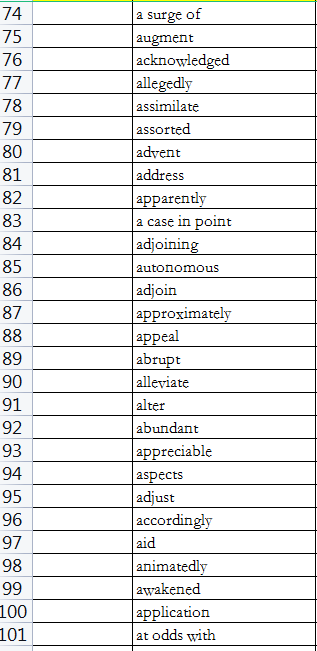 74 a surge of
75 augment
76 acknowledged
77 allegedly
78 assimilate
79 assorted
80 advent
81 address
82 apparently
83 a case in point
84 adjoining
85 autonomous
86 adjoin
87 approximately
88 appeal
89 abrupt
90 alleviate
91 alter
92 abundant
93 appreciable
94 aspects
95 adjust
96 accordingly
97 aid
98 animatedly
99 awakened
100 application
101 at odds with